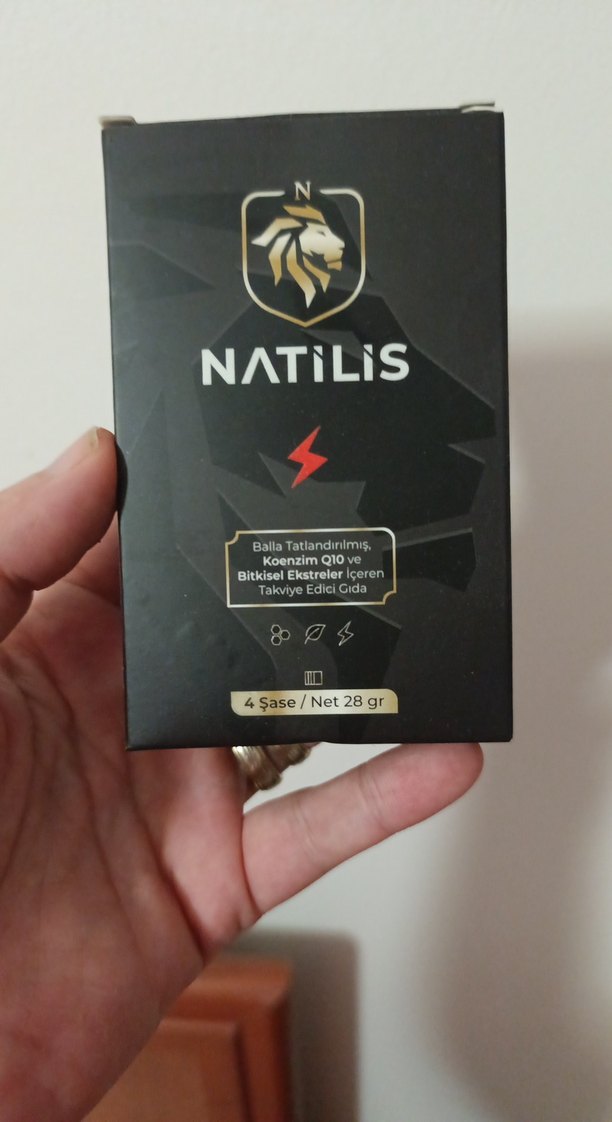 N
NATİLİS
Balla Tatlandırılmış,
Koenzim Q10 ve
Bitkisel Ekstreler İçeren
Takviye Edici Gıda
4 Şase / Net 28 gr